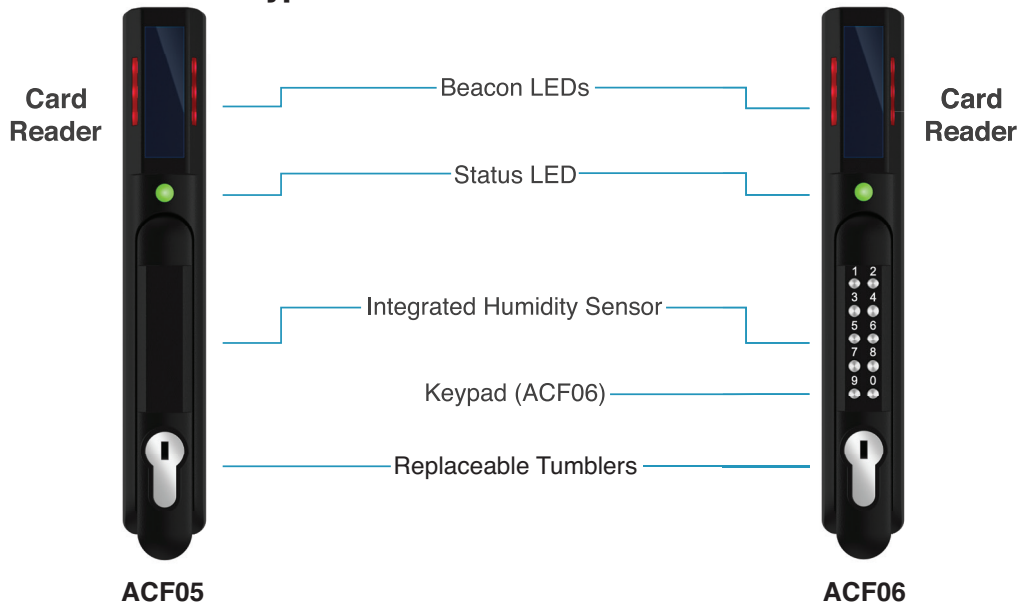 Card
Reader
Beacon LEDs
Card
Reader
Status LED
Integrated Humidity Sensor
1 2
3 4
5 6
7 8
9 0
Keypad (ACF06)
Replaceable Tumblers
ACF05
ACF06